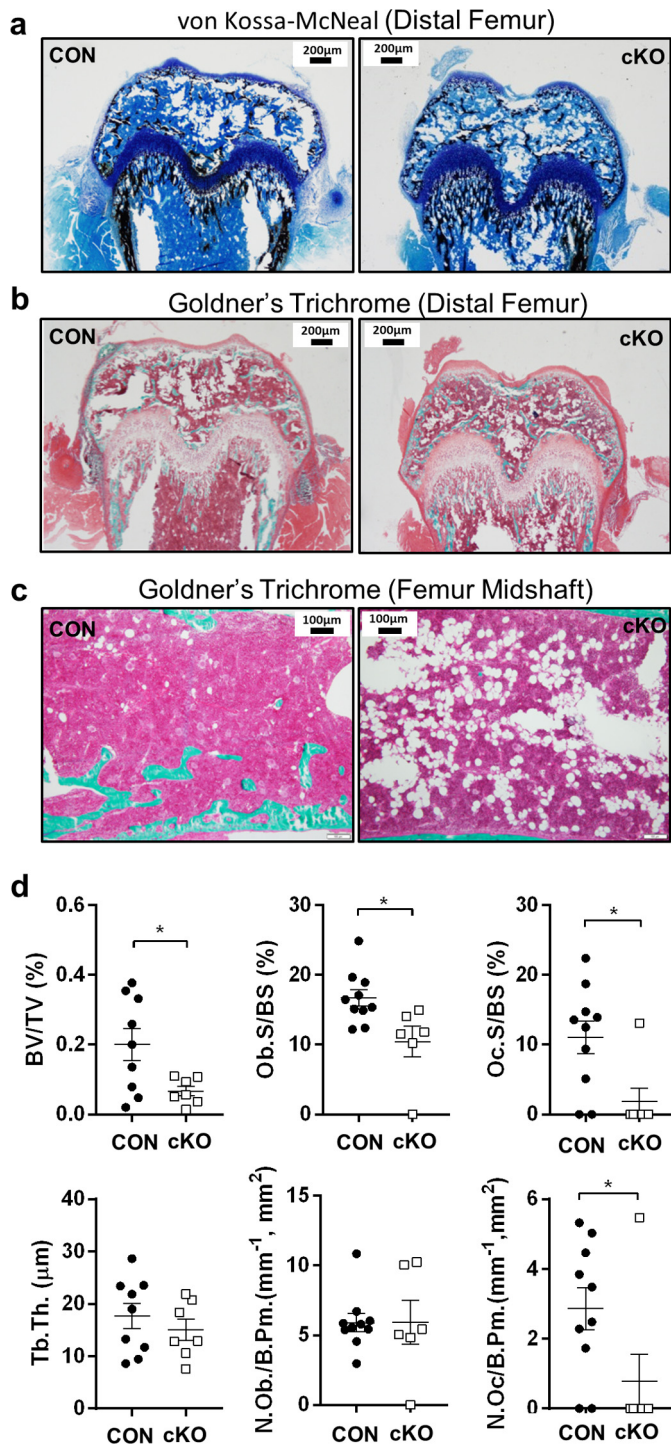 a
von Kossa-McNeal (Distal Femur)
CON
200μm
200μm
cKO
b
Goldner's Trichrome (Distal Femur)
CON
200μm
200μm
cKO
c
Goldner's Trichrome (Femur Midshaft)
CON
100μm
100μm
cKO
d
BV/TV (%)
0.6
0.4
0.2
0.0
*
CON cKO
Ob.S/BS (%)
30
20
10
0
*
CON cKO
Oc.S/BS (%)
30
20
10
0
*
CON cKO
Tb.Th. (μm)
40
30
20
10
0
CON cKO
N.Ob./B.Pm.(mm⁻¹, mm²)
15
10
5
0
CON cKO
N.Oc/B.Pm.(mm⁻¹,mm²)
6
4
2
0
*
CON cKO